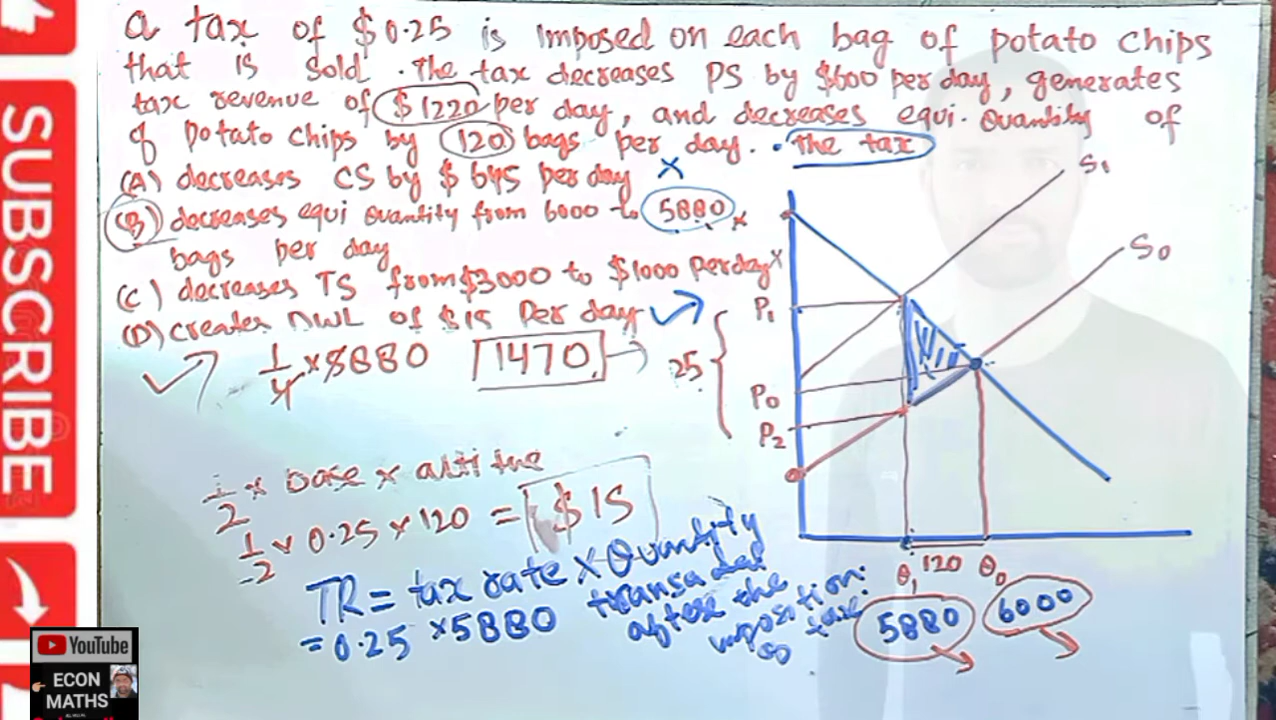 a tax of $0.25 is imposed on each bag of potato chips
that is sold. The tax decreases PS by $600 per day, generates
tax revenue of $1220 per day, and decreases equi. Quantity of
of potato chips by 120 bags per day. . The tax
(A) decreases CS by $645 per day X
(B) decreases equi Quantity from 6000 to 5880 x
bags per day
(C) decreases TS from $3000 to $1000 per day x
(D) creates DWL of $15 Per day
1/4 × 5880 1470
25
S1
S0
P1
P0
P2
1/2 × base × altitude
1/2 × 0.25 × 120 = $15
TR = tax rate × Quantity
transacted
after the
imposition
tax.
= 0.25 × 5880
Q1 120 Q0
5880 6000
SUBSCRIBE
YouTube
ECON
MATHS